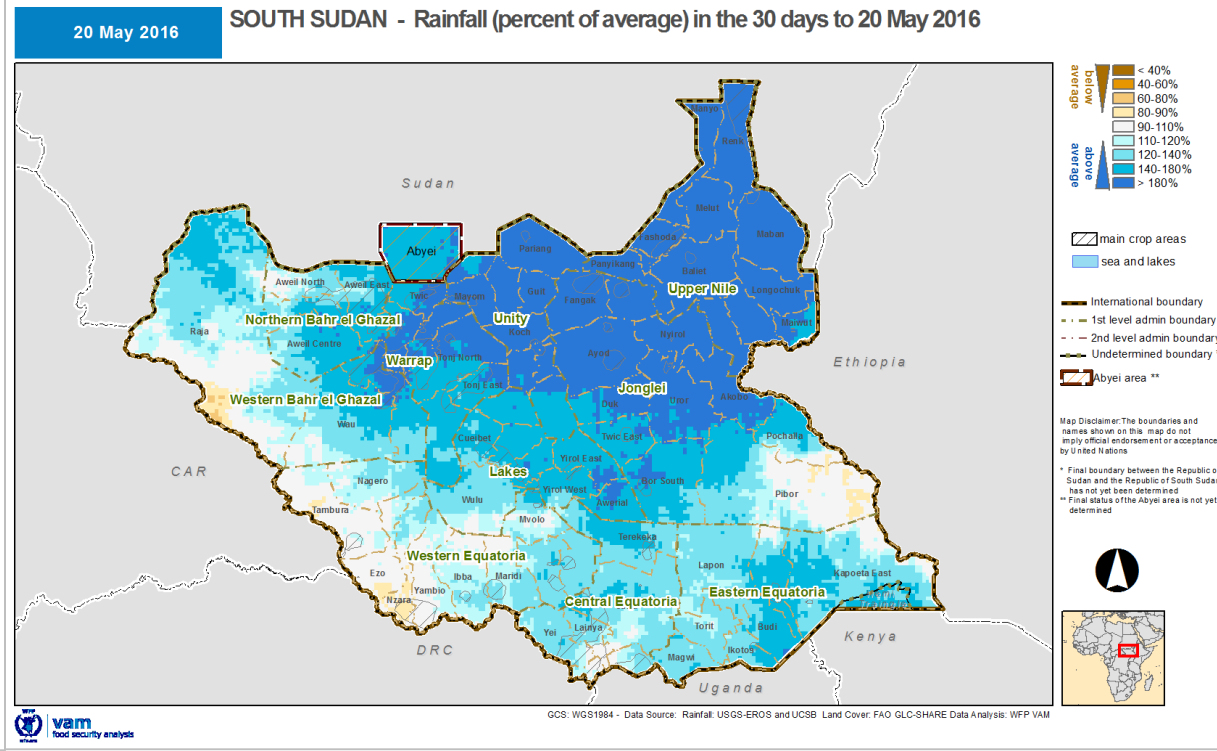 20 May 2016
SOUTH SUDAN - Rainfall (percent of average) in the 30 days to 20 May 2016
below average
above average
< 40%
40-60%
60-80%
80-90%
90-110%
110-120%
120-140%
140-180%
> 180%
main crop areas
sea and lakes
International boundary
1st level admin boundary
2nd level admin boundary
Undetermined boundary *
Abyei area **
Map Disclaimer: The boundaries and
names shown on this map do not
imply official endorsement or acceptance
by United Nations
* Final boundary between the Republic o
Sudan and the Republic of South Sudan
has not yet been determined
** Final status of the Abyei area is not yet
determined
Manyo
Renk
Sudan
Melut
Maban
Fashoda
Abyei
Pariang
Panyikang
Baliet
Aweil North
Aweil East
Twic
Mayom
Guit
Fangak
Upper Nile
Longochuk
Northern Bahr el Ghazal
Unity
Maiwut
Raja
Koch
Nyirol
Aweil Centre
Warrap
Tonj North
Ayod
Ethiopia
Tonj East
Jonglei
Western Bahr el Ghazal
Duk
Uror
Akobo
Wau
Cueibet
Twic East
Pochalla
Yirol East
CAR
Lakes
Nagero
Yirol West
Bor South
Wulu
Awerial
Pibor
Tambura
Mvolo
Terekeka
Western Equatoria
Ezo
Ibba
Maridi
Lapon
Kapoeta East
Yambio
Nzara
Central Equatoria
Eastern Equatoria
Ilemi
Triangle
Yei
Lainya
Torit
Budi
Kenya
DRC
Magwi
Ikotos
Uganda
WFP
wfp.org
vam
food security analysis
GCS: WGS1984 - Data Source: Rainfall: USGS-EROS and UCSB Land Cover: FAO GLC-SHARE Data Analysis: WFP VAM